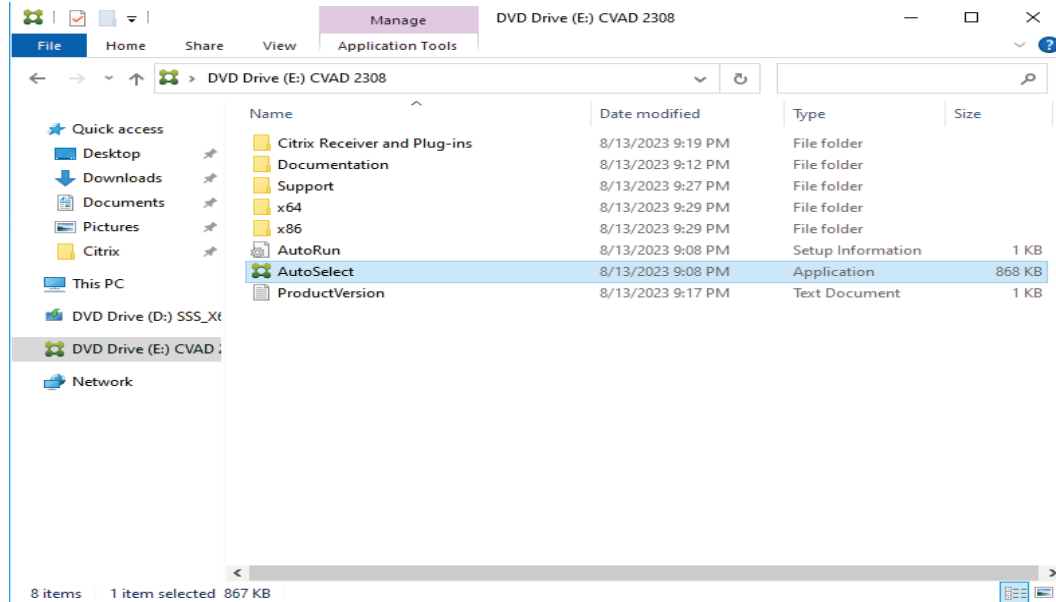 Manage
DVD Drive (E:) CVAD 2308
File
Home
Share
View
Application Tools
?
DVD Drive (E:) CVAD 2308
Name
Date modified
Type
Size
Quick access
Desktop
Downloads
Documents
Pictures
Citrix
This PC
DVD Drive (D:) SSS_X6
DVD Drive (E:) CVAD 2
Network
Citrix Receiver and Plug-ins 8/13/2023 9:19 PM File folder
Documentation 8/13/2023 9:12 PM File folder
Support 8/13/2023 9:27 PM File folder
x64 8/13/2023 9:29 PM File folder
x86 8/13/2023 9:29 PM File folder
AutoRun 8/13/2023 9:08 PM Setup Information 1 KB
AutoSelect 8/13/2023 9:08 PM Application 868 KB
ProductVersion 8/13/2023 9:17 PM Text Document 1 KB
8 items 1 item selected 867 KB